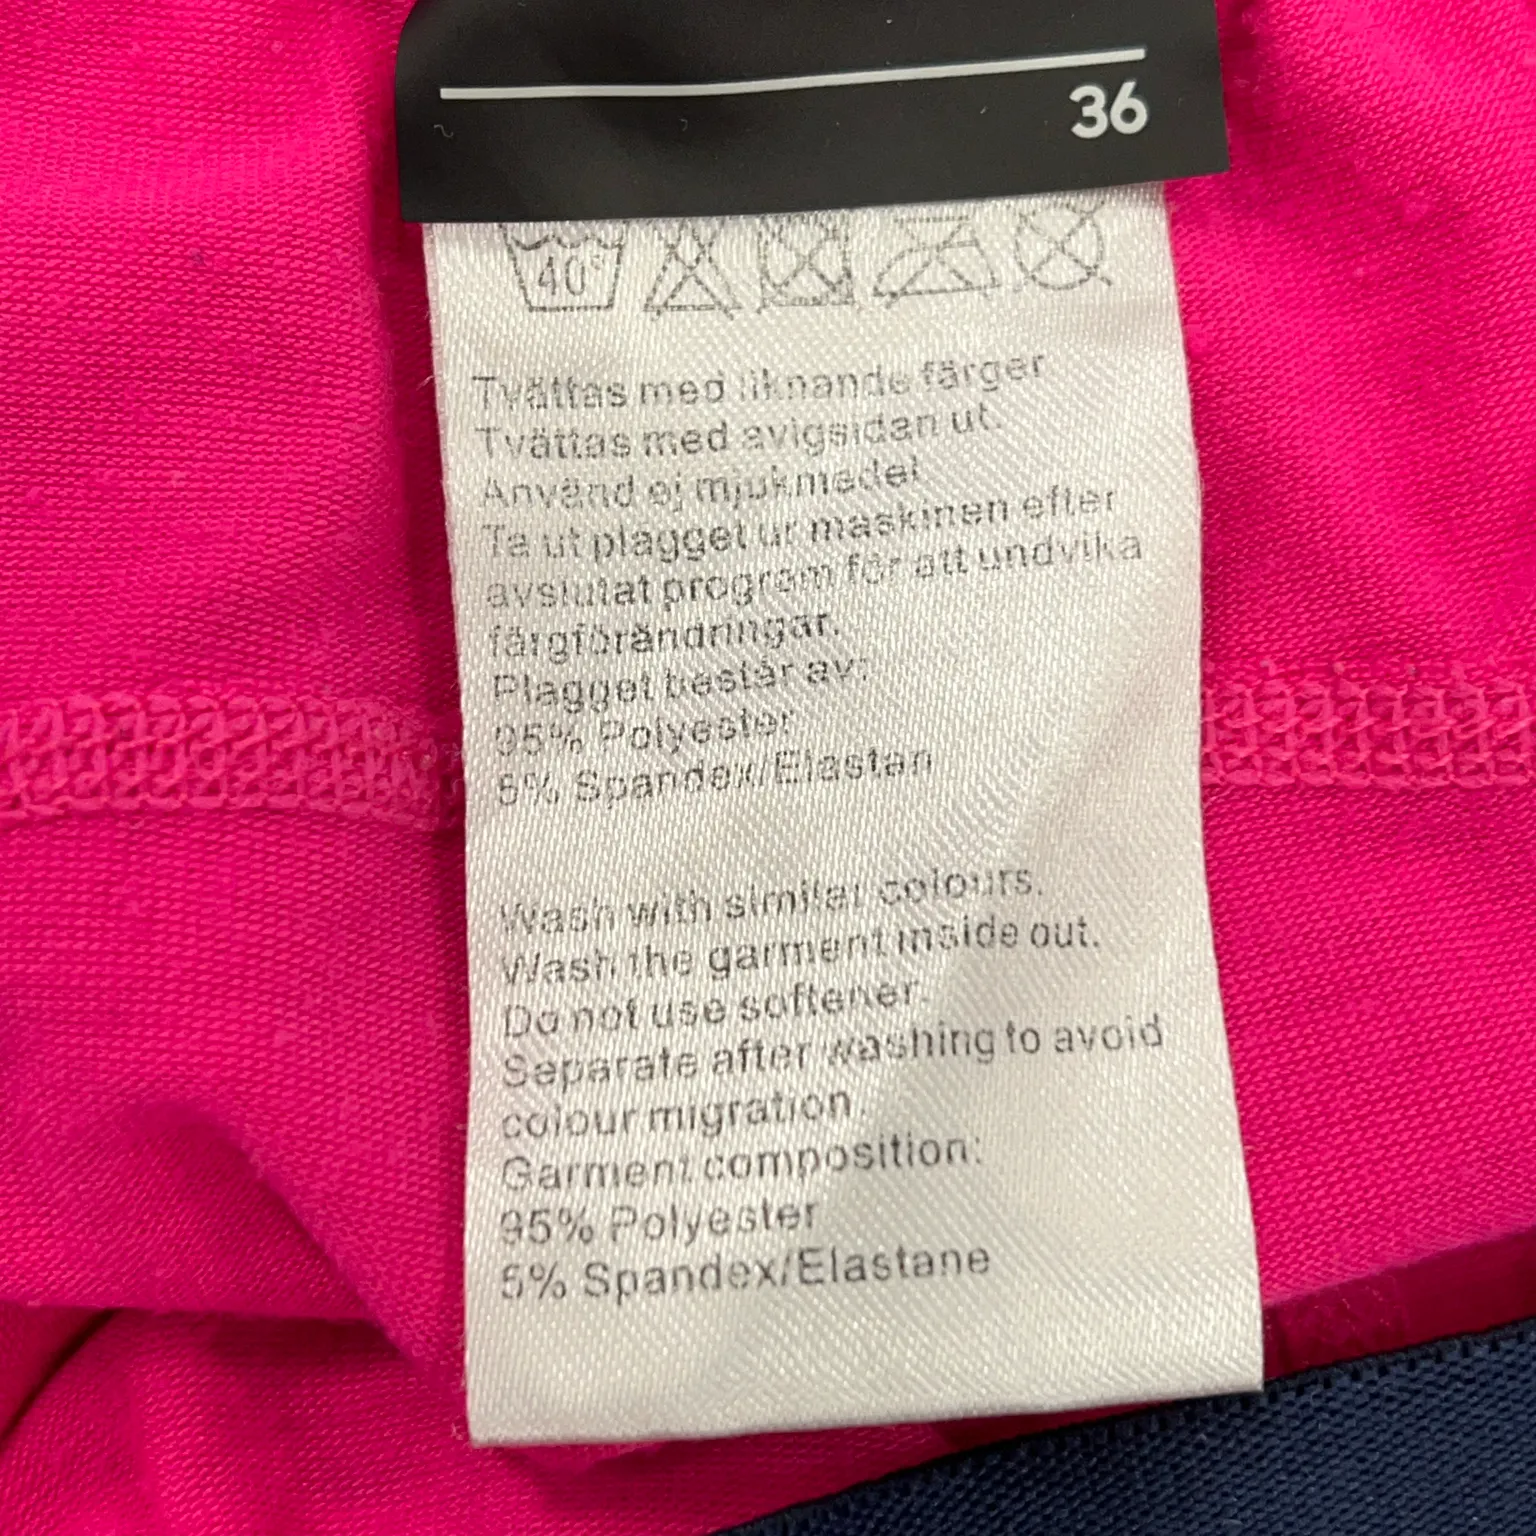 36
40°
Tvättas med liknande färger
Tvättas med avigsidan ut.
Använd ej mjukmedel
Ta ut plagget ur maskinen efter
avslutat program för att undvika
färgförändringar.
Plagget består av:
95% Polyester
5% Spandex/Elastan
Wash with similar colours.
Wash the garment inside out.
Do not use softener.
Separate after washing to avoid
colour migration.
Garment composition:
95% Polyester
5% Spandex/Elastane